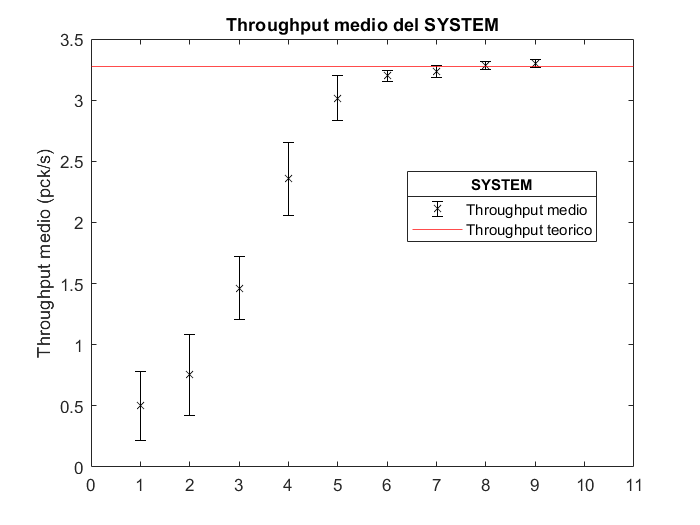 Throughput medio del SYSTEM
Throughput medio (pck/s)
3.5
3
2.5
2
1.5
1
0.5
0
SYSTEM
Throughput medio
Throughput teorico
0 1 2 3 4 5 6 7 8 9 10 11